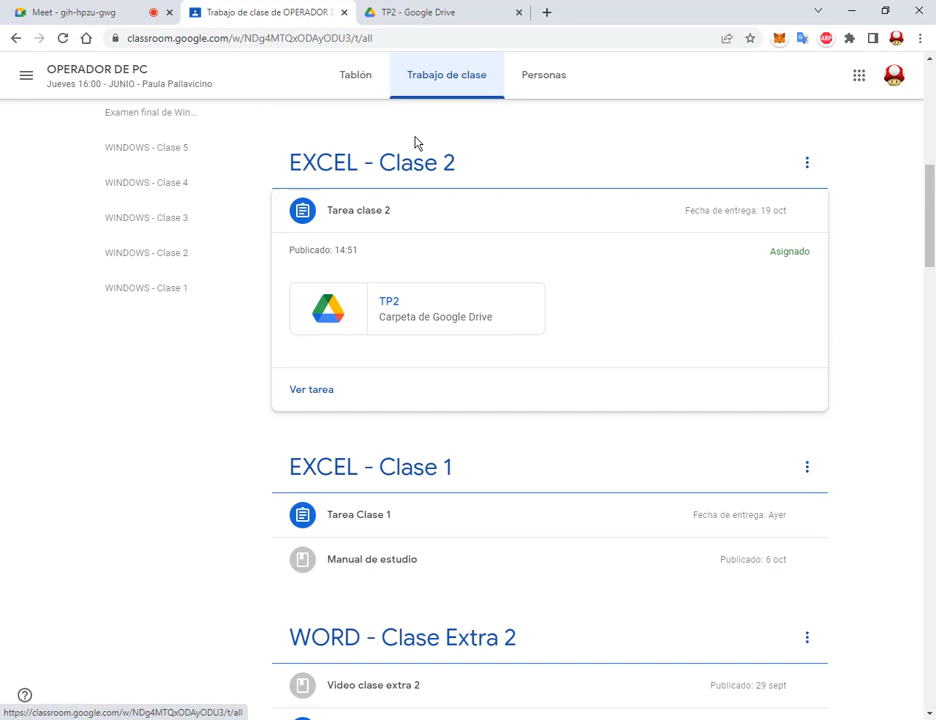 Meet - gih-hpzu-gwg
Trabajo de clase de OPERADOR D
TP2 - Google Drive
classroom.google.com/w/NDg4MTQxODAyODU3/t/all
ABP
OPERADOR DE PC
Jueves 16:00 - JUNIO - Paula Pallavicino
Tablón
Trabajo de clase
Personas
Examen final de Win...
WINDOWS - Clase 5
WINDOWS - Clase 4
WINDOWS - Clase 3
WINDOWS - Clase 2
WINDOWS - Clase 1
EXCEL - Clase 2
Tarea clase 2
Fecha de entrega: 19 oct
Publicado: 14:51
Asignado
TP2
Carpeta de Google Drive
Ver tarea
EXCEL - Clase 1
Tarea Clase 1
Fecha de entrega: Ayer
Manual de estudio
Publicado: 6 oct
WORD - Clase Extra 2
Video clase extra 2
Publicado: 29 sept
https://classroom.google.com/w/NDg4MTQxODAyODU3/t/all